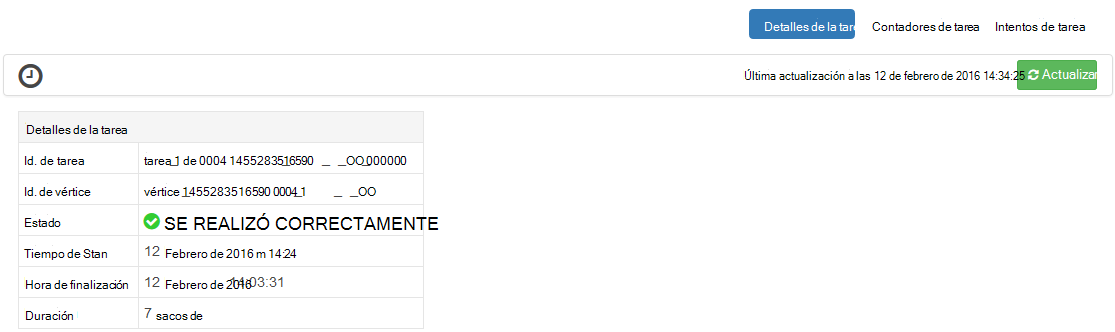 Detalles de la tare Contadores de tarea Intentos de tarea
Última actualización a las 12 de febrero de 2016 14:34:25 Actualizar
Detalles de la tarea
Id. de tarea tarea_1 de 0004 1455283516590 _ _OO_000000
Id. de vértice vértice_1455283516590 0004_1 _ _OO
Estado SE REALIZÓ CORRECTAMENTE
Tiempo de Stan 12 Febrero de 2016 m 14:24
Hora de finalización 12 Febrero de 2016 14:03:31
Duración 7 sacos de